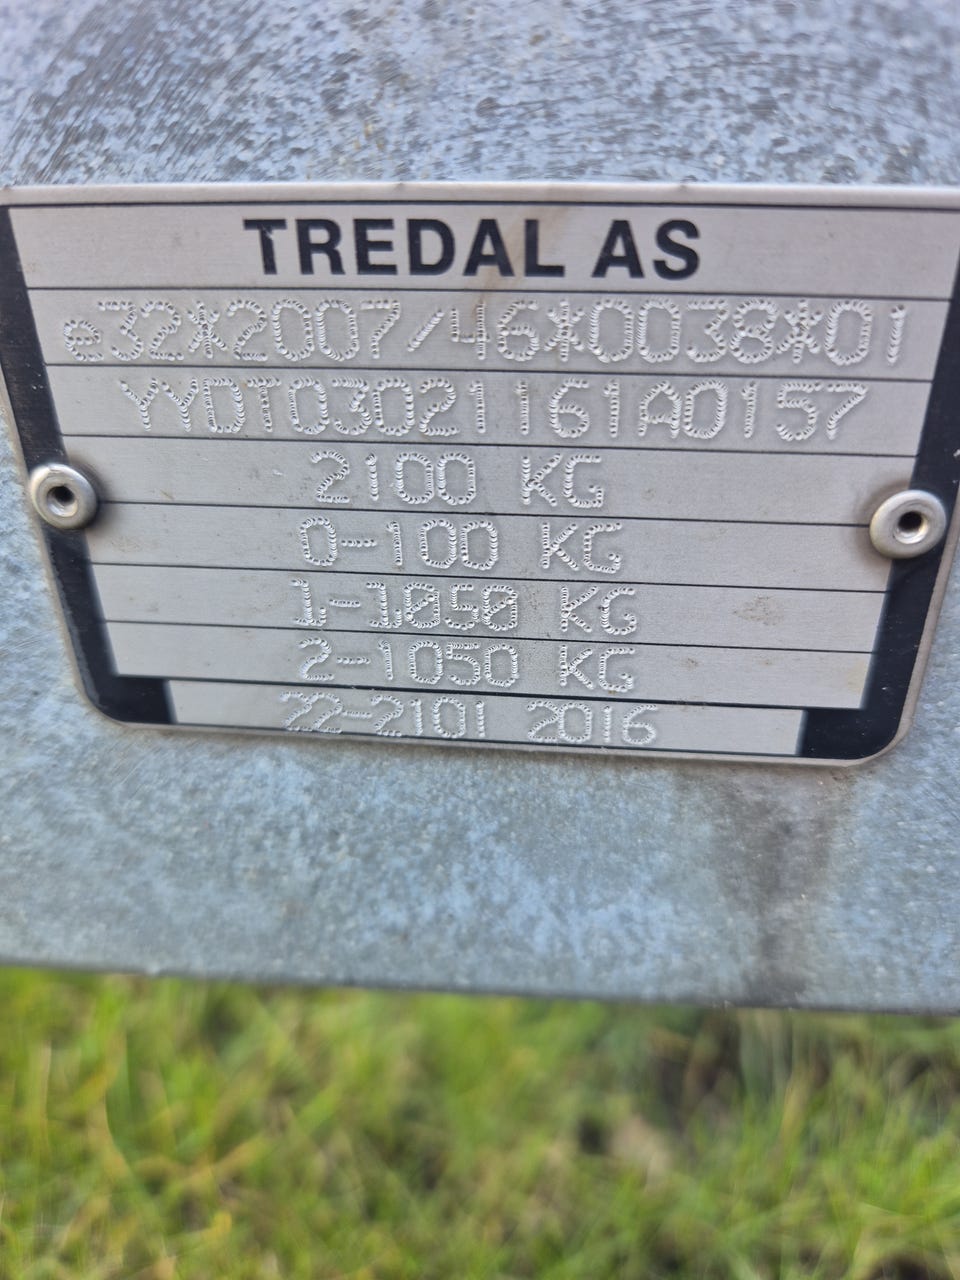 TREDAL AS
e32*2007/46*0038*01
YYDT03021161A0157
2100 KG
0-100 KG
1-1050 KG
2-1050 KG
22-2101 2016